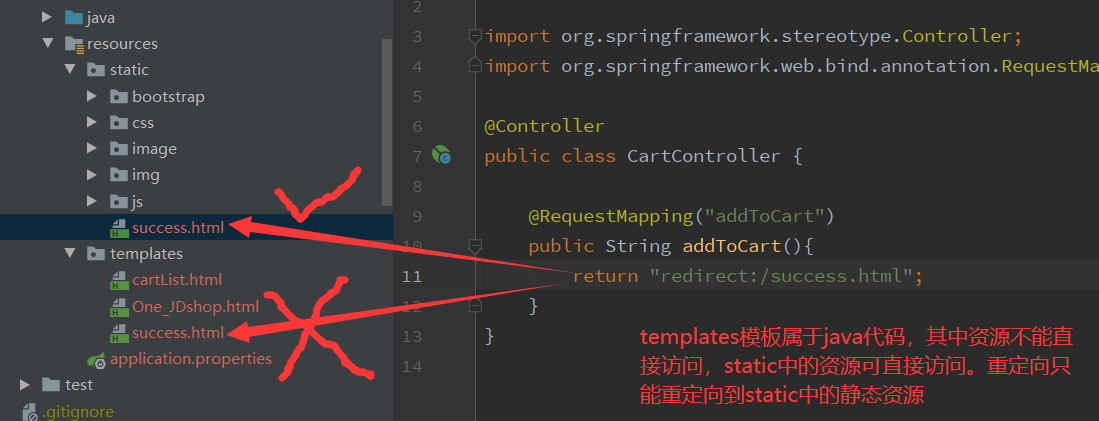 java
resources
static
bootstrap
css
image
img
js
success.html
templates
cartList.html
One_JDshop.html
success.html
application.properties
test
.gitignore
2
3 import org.springframework.stereotype.Controller;
4 import org.springframework.web.bind.annotation.RequestMa
5
6 @Controller
7 public class CartController {
8
9 @RequestMapping("addToCart")
10 public String addToCart(){
11 return "redirect:/success.html";
12 }
13 }
14
templates模板属于java代码，其中资源不能直
接访问，static中的资源可直接访问。重定向只
能重定向到static中的静态资源